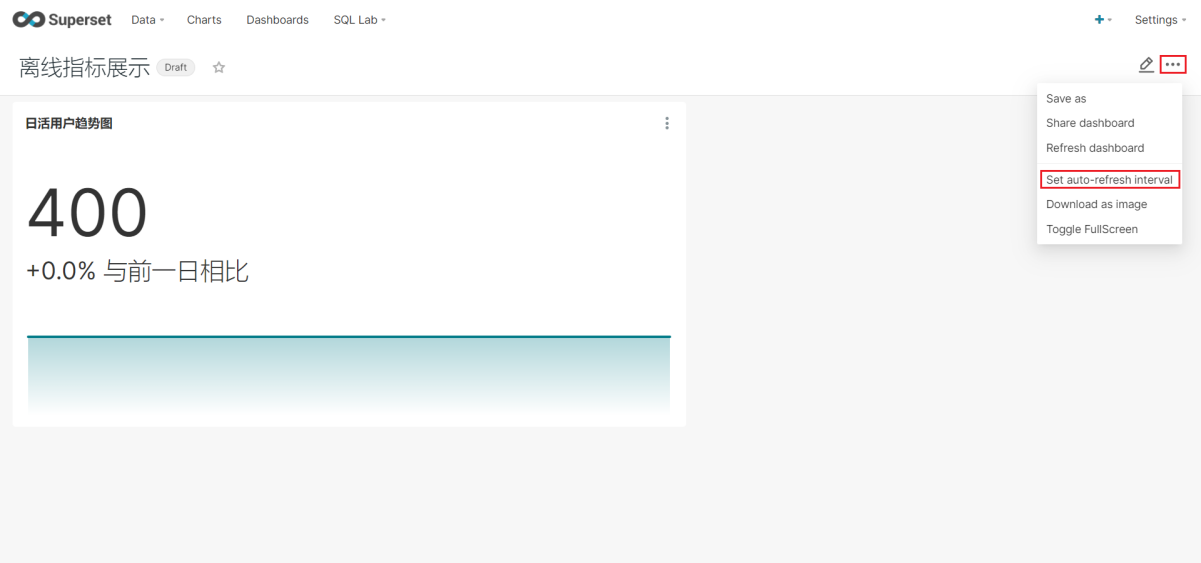 Superset Data Charts Dashboards SQL Lab + Settings
离线指标展示 Draft
Save as
Share dashboard
Refresh dashboard
Set auto-refresh interval
Download as image
Toggle FullScreen
日活用户趋势图
400
+0.0% 与前一日相比